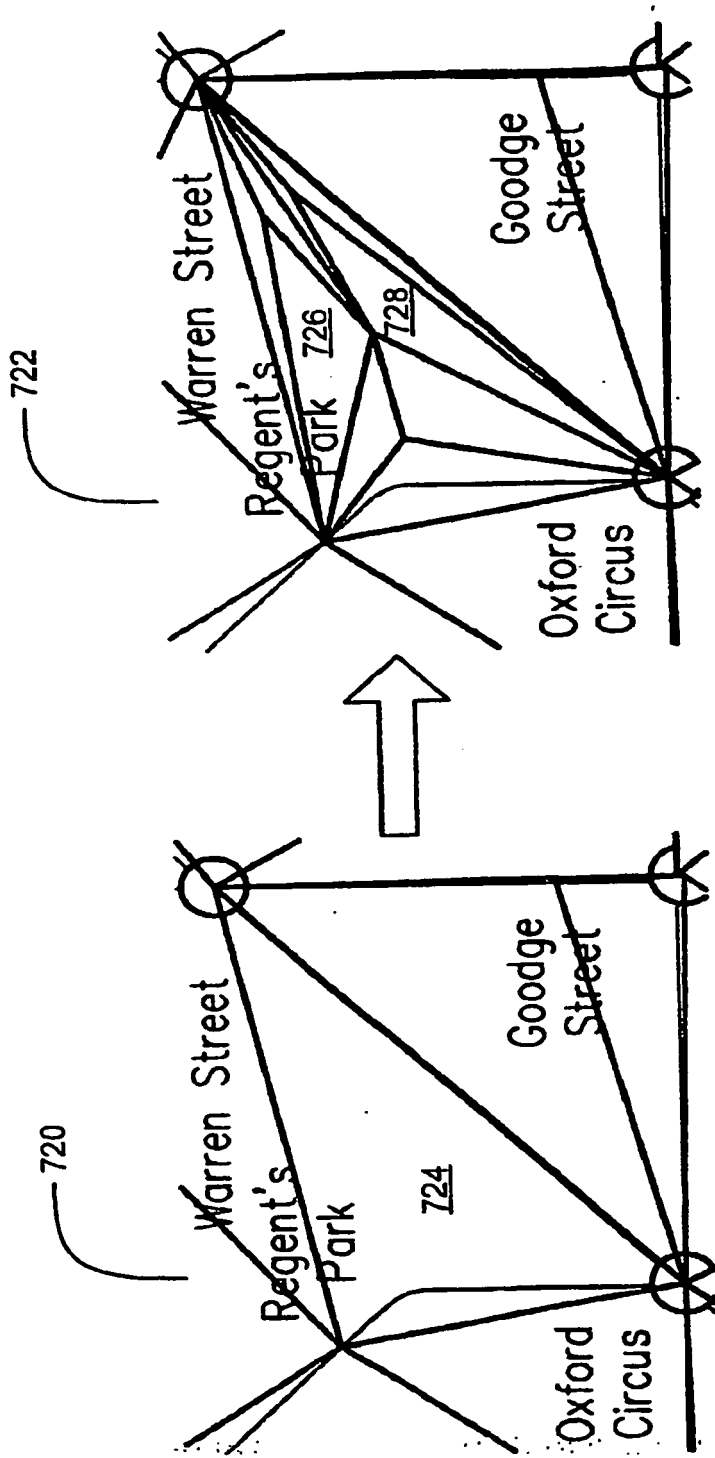 720
Warren Street
Regent's
Park
724
Goodge
Street
Oxford
Circus
722
Warren Street
Regent's
Park
726
728
Goodge
Street
Oxford
Circus